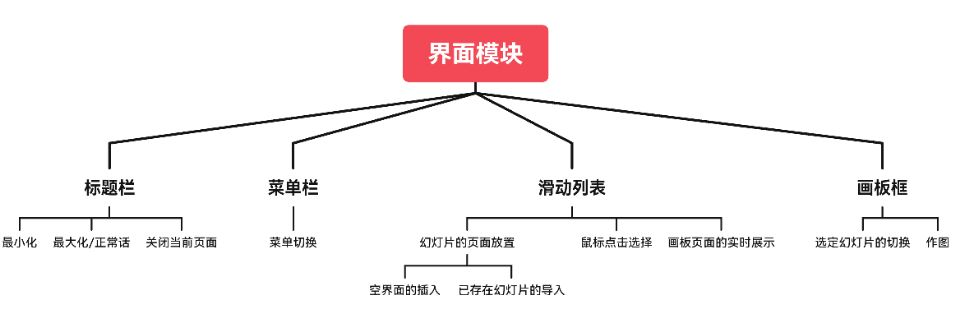 界面模块
标题栏
菜单栏
滑动列表
画板框
最小化
最大化/正常话
关闭当前页面
菜单切换
幻灯片的页面放置
鼠标点击选择
画板页面的实时展示
选定幻灯片的切换
作图
空界面的插入
已存在幻灯片的导入